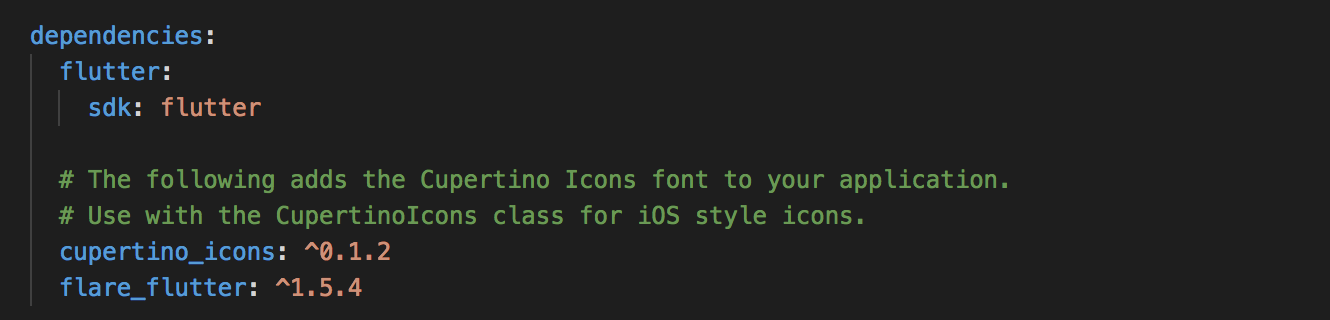 dependencies:
  flutter:
    sdk: flutter

  # The following adds the Cupertino Icons font to your application.
  # Use with the CupertinoIcons class for iOS style icons.
  cupertino_icons: ^0.1.2
  flare_flutter: ^1.5.4